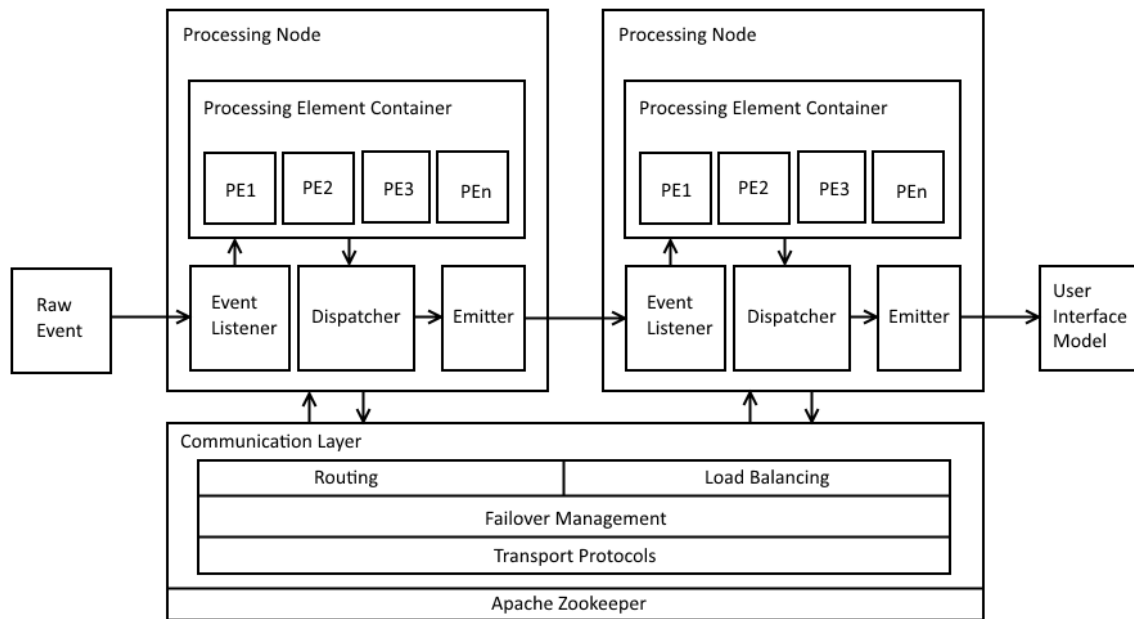 Processing Node
Processing Element Container
PE1
PE2
PE3
PEn
Raw
Event
Event
Listener
Dispatcher
Emitter
Processing Node
Processing Element Container
PE1
PE2
PE3
PEn
Event
Listener
Dispatcher
Emitter
User
Interface
Model
Communication Layer
Routing
Load Balancing
Failover Management
Transport Protocols
Apache Zookeeper